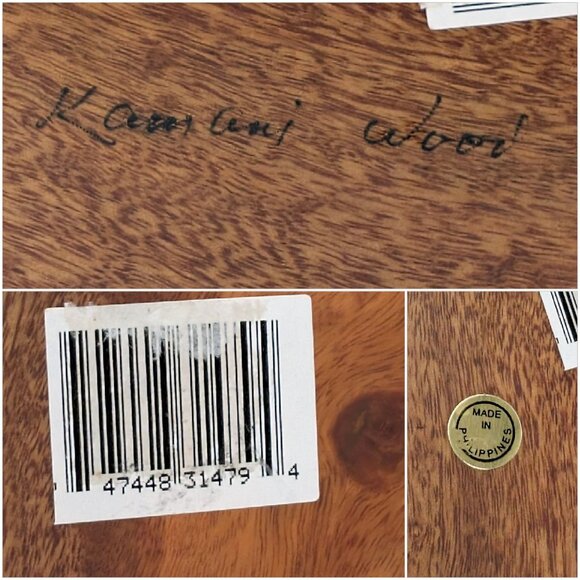 Kamani wood
47448 31479 4
MADE
IN
PHILIPPINES